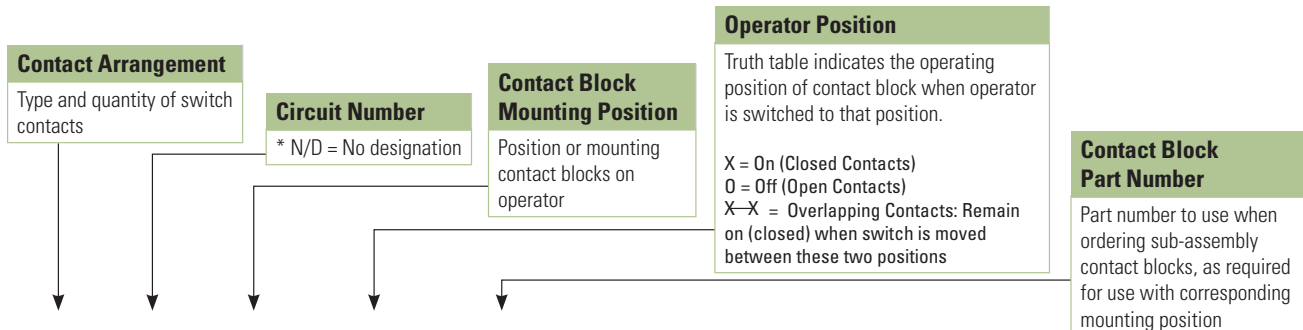 Contact Arrangement
Type and quantity of switch
contacts
Circuit Number
* N/D = No designation
Contact Block
Mounting Position
Position or mounting
contact blocks on
operator
Operator Position
Truth table indicates the operating
position of contact block when operator
is switched to that position.
X = On (Closed Contacts)
O = Off (Open Contacts)
X—X = Overlapping Contacts: Remain
on (closed) when switch is moved
between these two positions
Contact Block
Part Number
Part number to use when
ordering sub-assembly
contact blocks, as required
for use with corresponding
mounting position